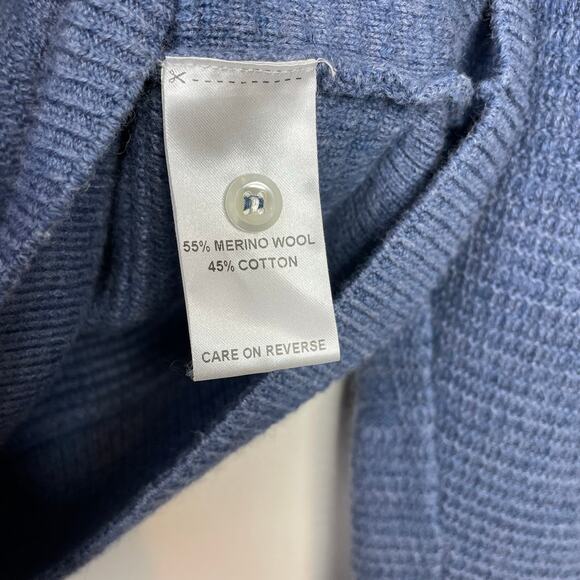 55% MERINO WOOL
45% COTTON
CARE ON REVERSE